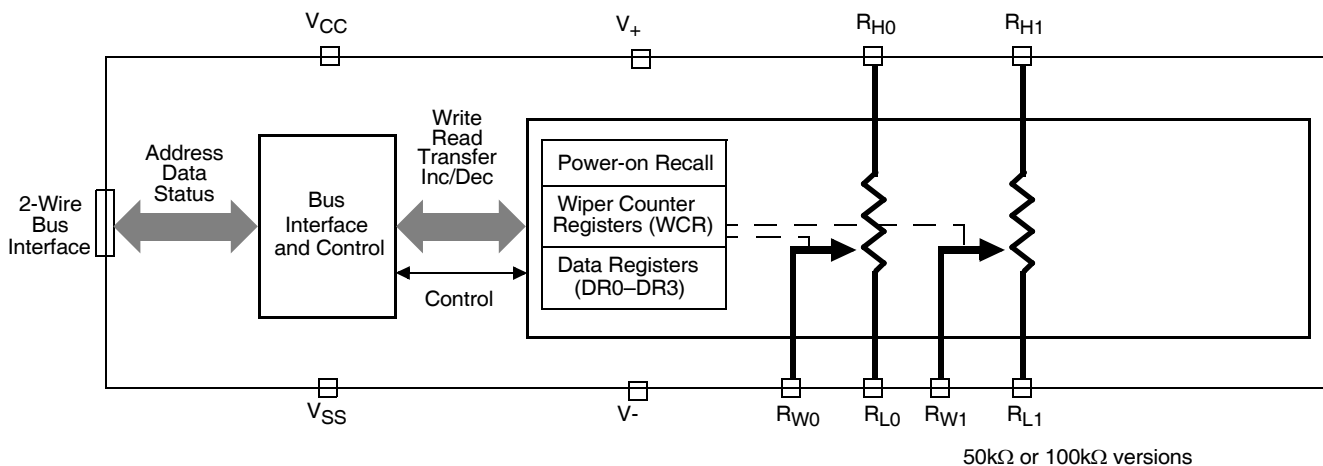 VCC
V+
RH0
RH1
Address
Data
Status
Write
Read
Transfer
Inc/Dec
2-Wire
Bus
Interface
Bus
Interface
and Control
Power-on Recall
Wiper Counter
Registers (WCR)
Data Registers
(DR0–DR3)
Control
VSS
V-
RW0
RL0
RW1
RL1
50kΩ or 100kΩ versions